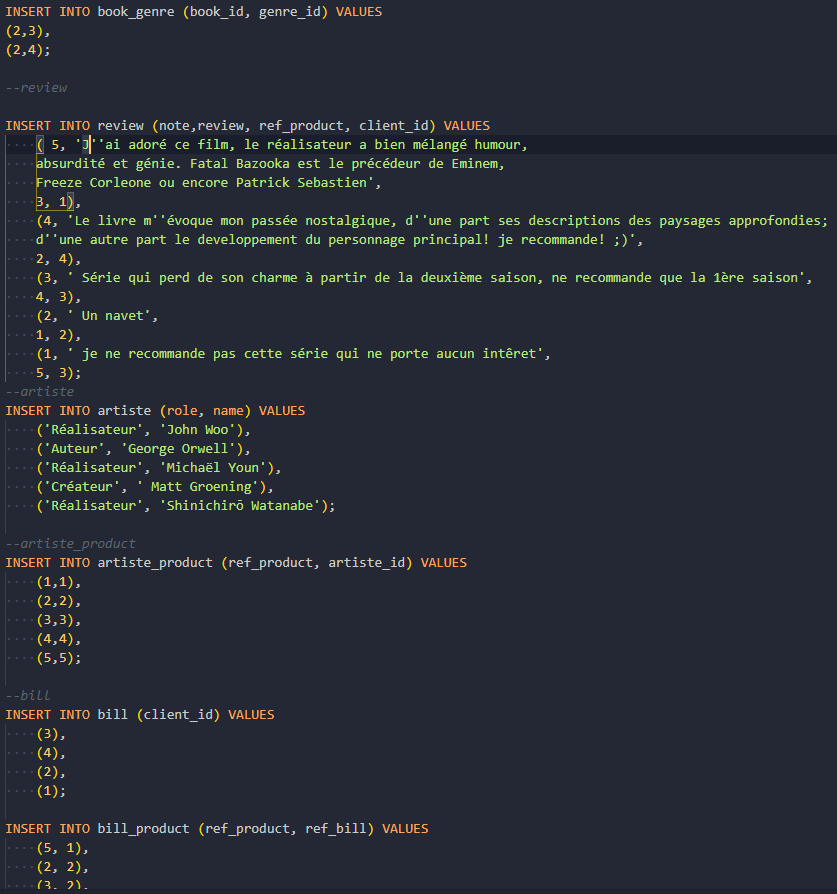 INSERT INTO book_genre (book_id, genre_id) VALUES
(2,3),
(2,4);
--review
INSERT INTO review (note,review, ref_product, client_id) VALUES
( 5, 'J''ai adoré ce film, le réalisateur a bien mélangé humour,
absurdité et génie. Fatal Bazooka est le précédeur de Eminem,
Freeze Corleone ou encore Patrick Sebastien',
3, 1),
(4, 'Le livre m''évoque mon passée nostalgique, d''une part ses descriptions des paysages approfondies;
d''une autre part le developpement du personnage principal! je recommande! ;)',
2, 4),
(3, ' Série qui perd de son charme à partir de la deuxième saison, ne recommande que la 1ère saison',
4, 3),
(2, ' Un navet',
1, 2),
(1, ' je ne recommande pas cette série qui ne porte aucun intêret',
5, 3);
--artiste
INSERT INTO artiste (role, name) VALUES
('Réalisateur', 'John Woo'),
('Auteur', 'George Orwell'),
('Réalisateur', 'Michaël Youn'),
('Créateur', ' Matt Groening'),
('Réalisateur', 'Shinichirō Watanabe');
--artiste_product
INSERT INTO artiste_product (ref_product, artiste_id) VALUES
(1,1),
(2,2),
(3,3),
(4,4),
(5,5);
--bill
INSERT INTO bill (client_id) VALUES
(3),
(4),
(2),
(1);
INSERT INTO bill_product (ref_product, ref_bill) VALUES
(5, 1),
(2, 2),
(3, 2),